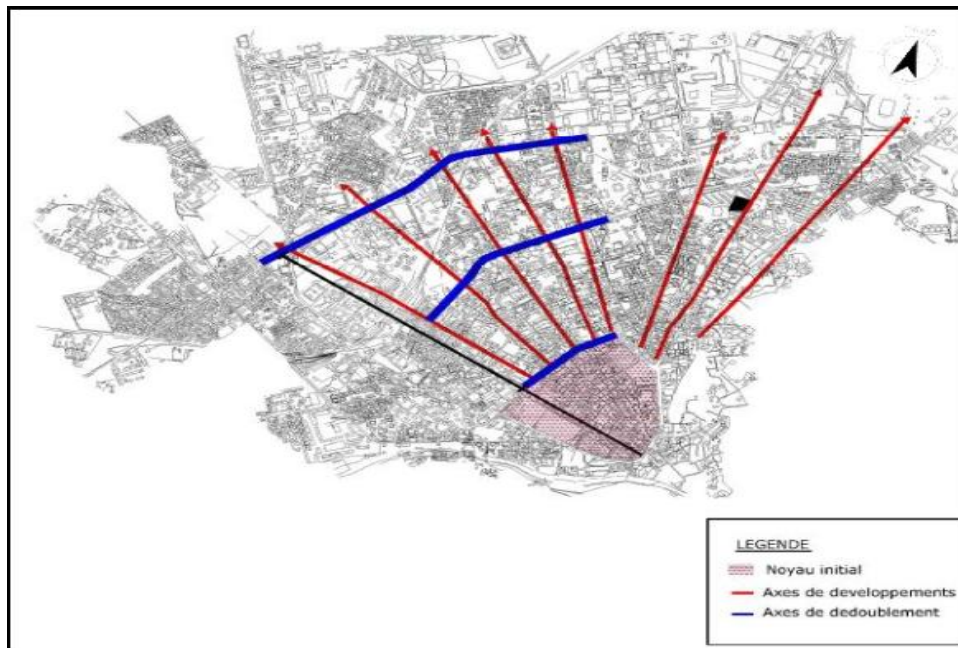 LEGENDE
Noyau initial
Axes de developpements
Axes de dedoublement